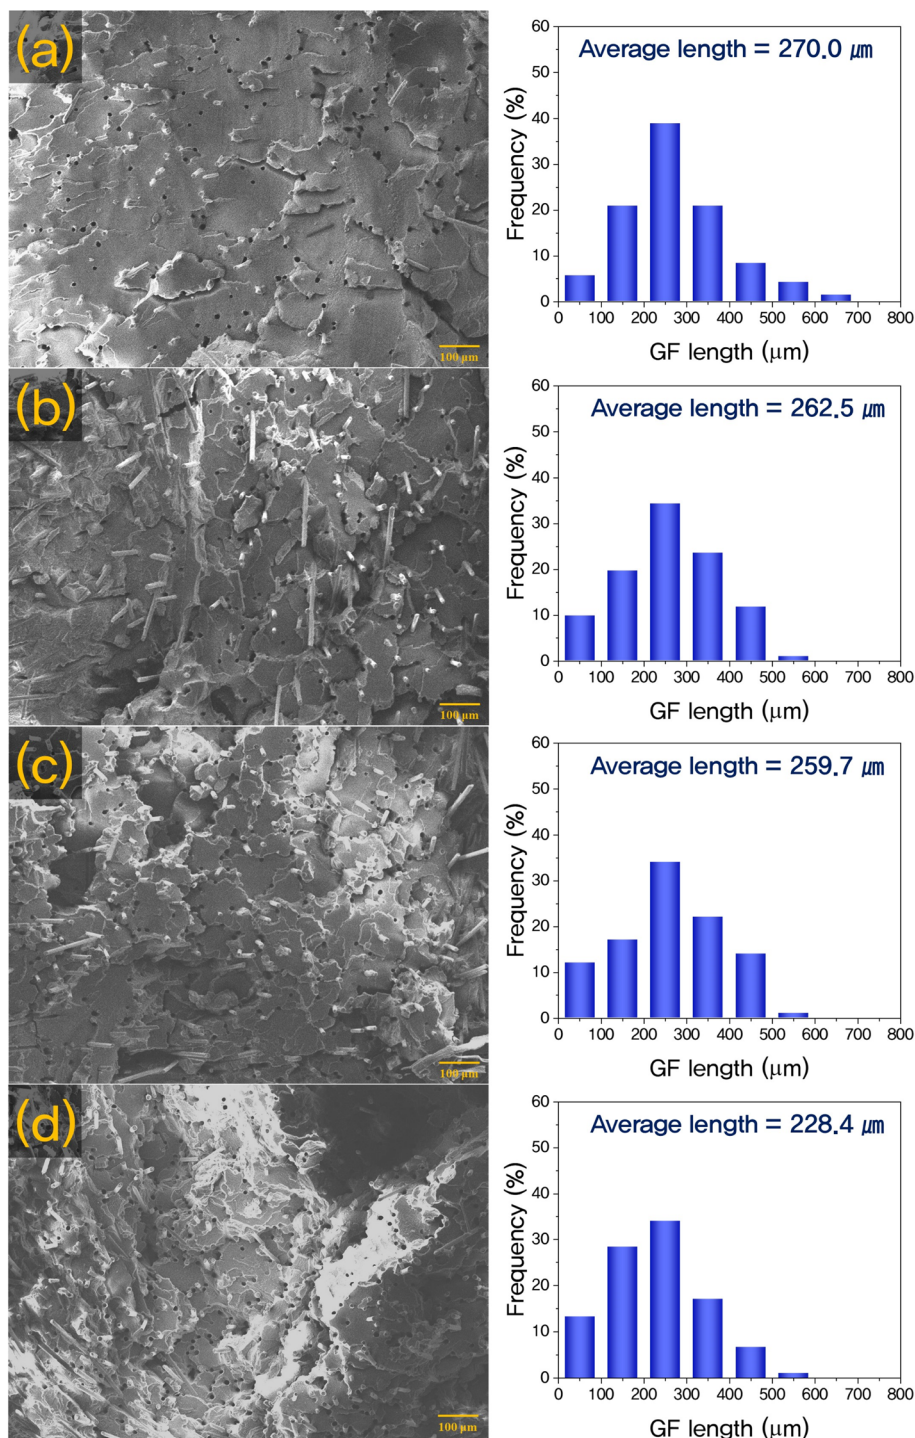 (a)
100 μm
Average length = 270.0 μm
Frequency (%)
60
50
40
30
20
10
0
0 100 200 300 400 500 600 700 800
GF length (μm)
(b)
100 μm
Average length = 262.5 μm
Frequency (%)
60
50
40
30
20
10
0
0 100 200 300 400 500 600 700 800
GF length (μm)
(c)
100 μm
Average length = 259.7 μm
Frequency (%)
60
50
40
30
20
10
0
0 100 200 300 400 500 600 700 800
GF length (μm)
(d)
100 μm
Average length = 228.4 μm
Frequency (%)
60
50
40
30
20
10
0
0 100 200 300 400 500 600 700 800
GF length (μm)